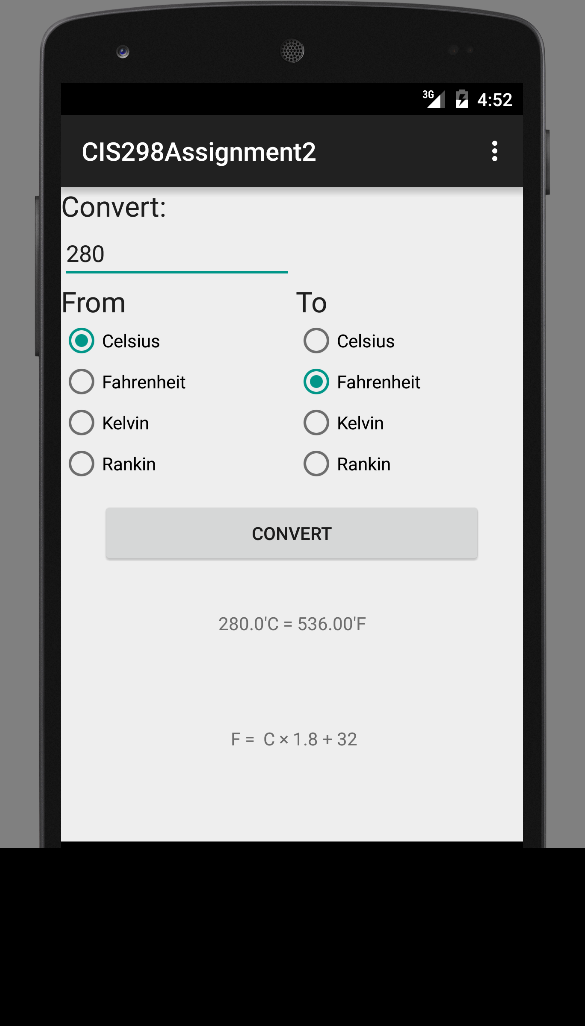 3G 4:52
CIS298Assignment2
Convert:
280
From To
Celsius Celsius
Fahrenheit Fahrenheit
Kelvin Kelvin
Rankin Rankin
CONVERT
280.0'C = 536.00'F
F = C × 1.8 + 32